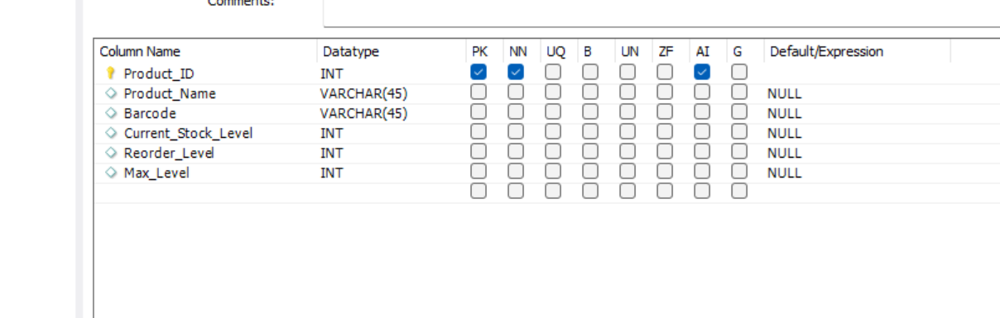 Comments:
Column Name Datatype PK NN UQ B UN ZF AI G Default/Expression
Product_ID INT
Product_Name VARCHAR(45) NULL
Barcode VARCHAR(45) NULL
Current_Stock_Level INT NULL
Reorder_Level INT NULL
Max_Level INT NULL